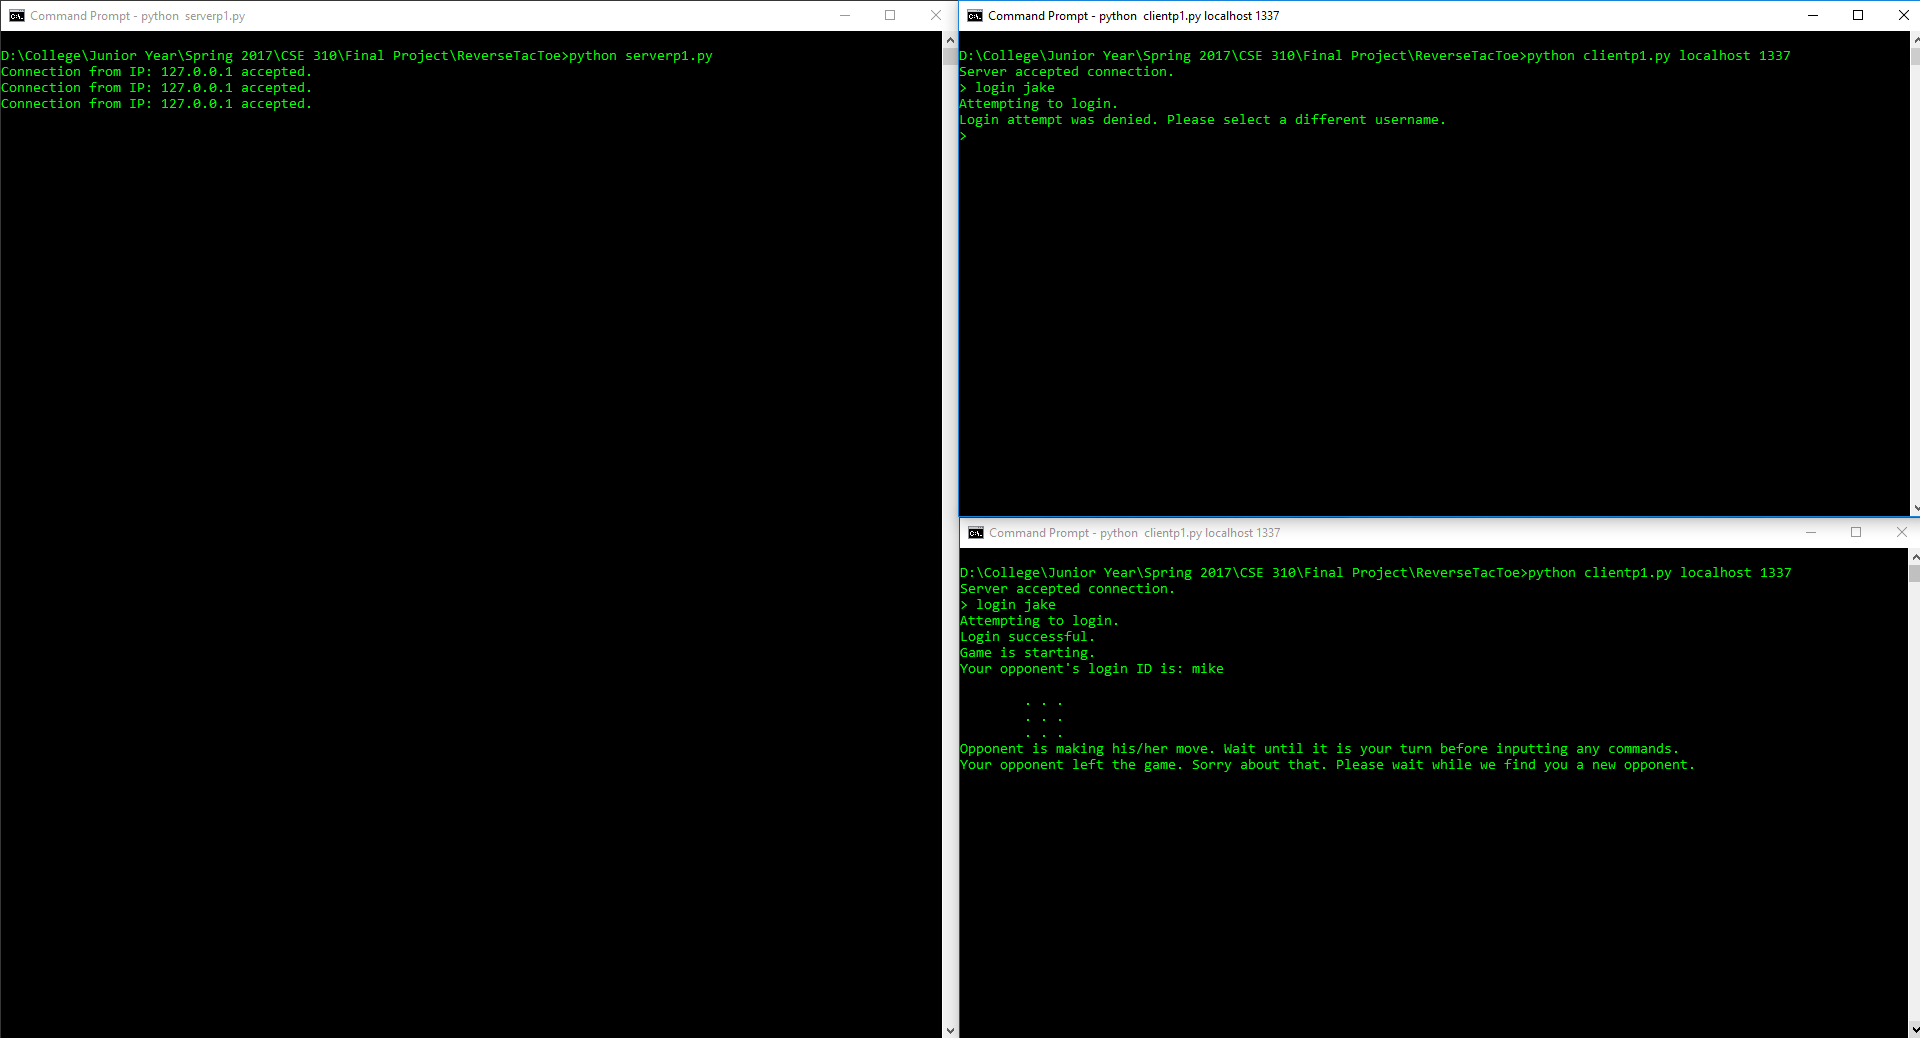 Command Prompt - python  serverp1.py
D:\College\Junior Year\Spring 2017\CSE 310\Final Project\ReverseTacToe>python serverp1.py
Connection from IP: 127.0.0.1 accepted.
Connection from IP: 127.0.0.1 accepted.
Connection from IP: 127.0.0.1 accepted.
Command Prompt - python  clientp1.py localhost 1337
D:\College\Junior Year\Spring 2017\CSE 310\Final Project\ReverseTacToe>python clientp1.py localhost 1337
Server accepted connection.
> login jake
Attempting to login.
Login attempt was denied. Please select a different username.
>
Command Prompt - python  clientp1.py localhost 1337
D:\College\Junior Year\Spring 2017\CSE 310\Final Project\ReverseTacToe>python clientp1.py localhost 1337
Server accepted connection.
> login jake
Attempting to login.
Login successful.
Game is starting.
Your opponent's login ID is: mike
. . .
. . .
. . .
Opponent is making his/her move. Wait until it is your turn before inputting any commands.
Your opponent left the game. Sorry about that. Please wait while we find you a new opponent.